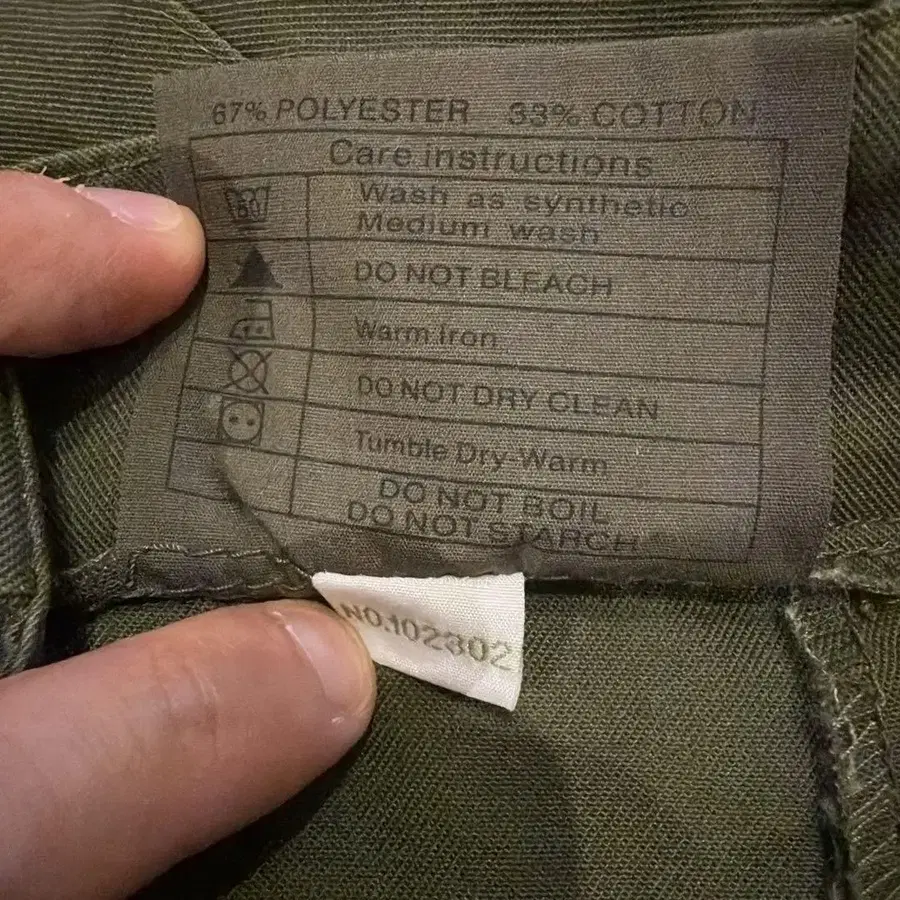 67% POLYESTER 33% COTTON
Care instructions
60
Wash as synthetic
Medium wash
DO NOT BLEACH
Warm iron
DO NOT DRY CLEAN
Tumble Dry-Warm
DO NOT BOIL
DO NOT STARCH
NO.102302